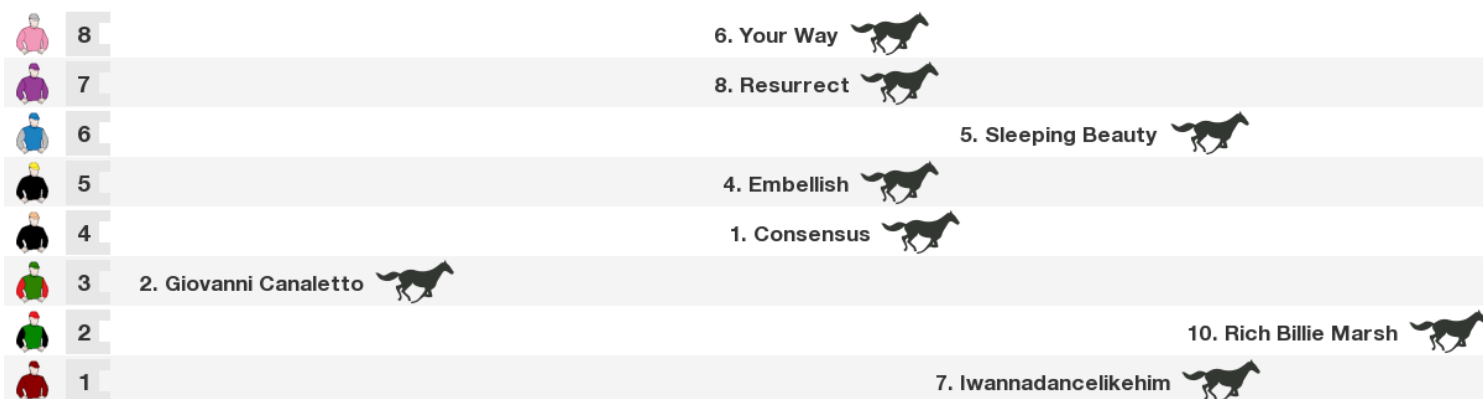 8 6. Your Way
7 8. Resurrect
6 5. Sleeping Beauty
5 4. Embellish
4 1. Consensus
3 2. Giovanni Canaletto
2 10. Rich Billie Marsh
1 7. Iwannadancelikehim